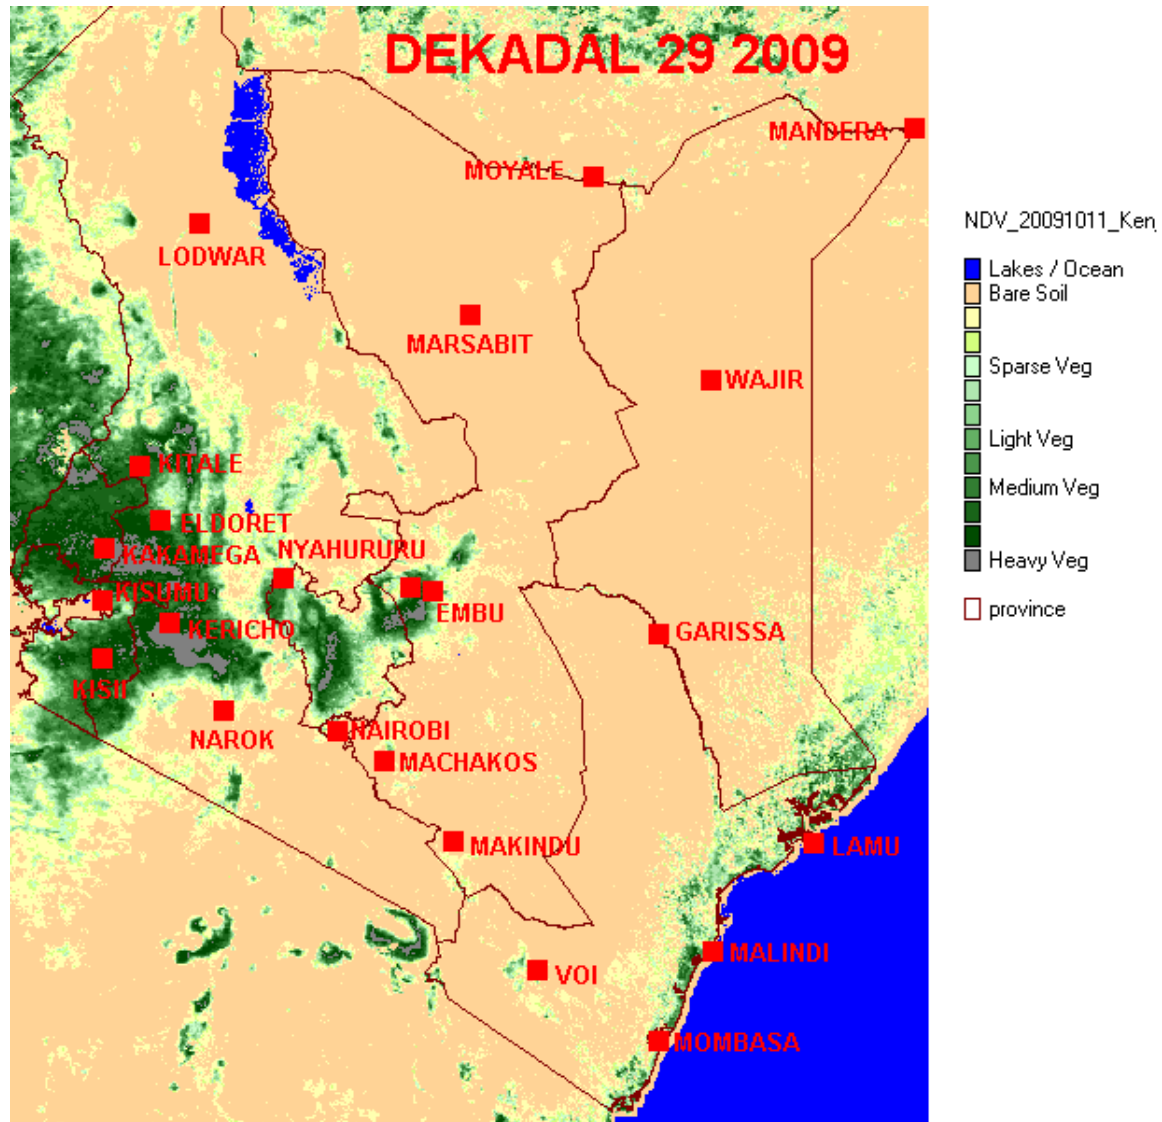 DEKADAL 29 2009
MANDERA
MOYALE
LODWAR
MARSABIT
WAJIR
KITALE
ELDORET
KAKAMEGA
NYAHURURU
KISUMU
EMBU
KERICHO
GARISSA
KISII
NAROK
NAIROBI
MACHAKOS
MAKINDU
LAMU
MALINDI
VOI
MOMBASA
NDV_20091011_Ken
Lakes / Ocean
Bare Soil
Sparse Veg
Light Veg
Medium Veg
Heavy Veg
province